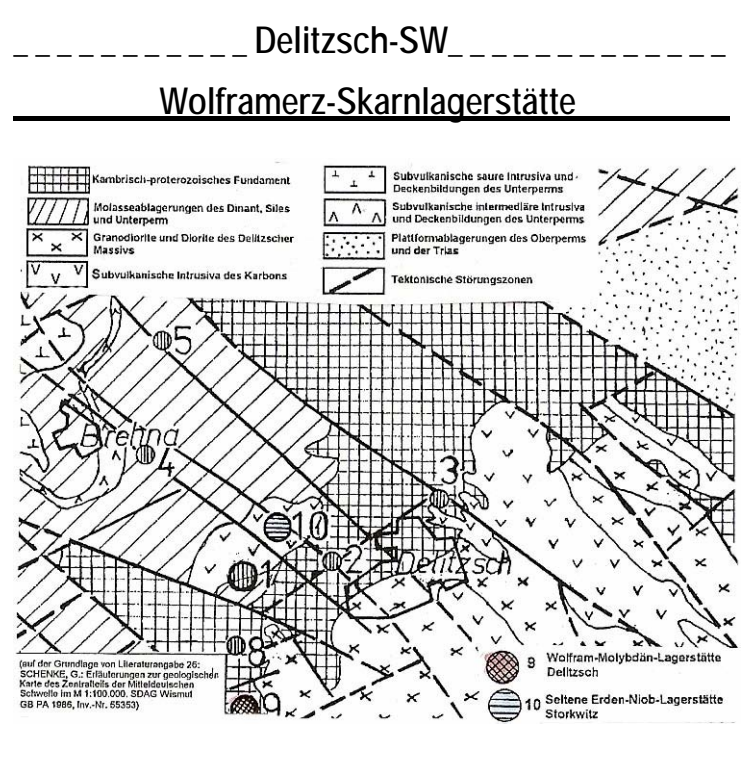 Delitzsch-SW
Wolframerz-Skarnlagerstätte
Kambrisch-proterozoisches Fundament
Molasseablagerungen des Dinant, Siles
und Unterperm
Granodiorite und Diorite des Delitzscher
Massivs
Subvulkanische Intrusiva des Karbons
Subvulkanische saure Intrusiva und
Deckenbildungen des Unterperms
Subvulkanische intermediäre Intrusiva
und Deckenbildungen des Unterperms
Plattformablagerungen des Oberperms
und der Trias
Tektonische Störungszonen
5
Brehna
4
3
10
2
Delitzsch
1
8
9
(auf der Grundlage von Literaturangabe 26:
SCHENKE, G.: Erläuterungen zur geologischen
Karte des Zentralteils der Mitteldeutschen
Schwelle im M 1:100.000. SDAG Wismut
GB PA 1986, Inv.-Nr. 55353)
9 Wolfram-Molybdän-Lagerstätte
Delitzsch
10 Seltene Erden-Niob-Lagerstätte
Storkwitz